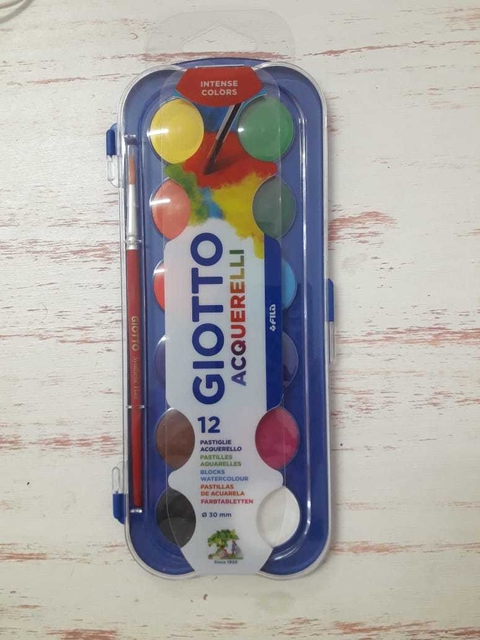 INTENSE
COLORS
GIOTTO
ACQUERELLI
FILA
GIOTTO
12
PASTIGLIE
ACQUERELLO
PASTILLES
AQUARELLES
BLOCKS
WATERCOLOUR
PASTILLAS
DE ACUARELA
FARBTABLETTEN
Ø 30 mm
Since 1920